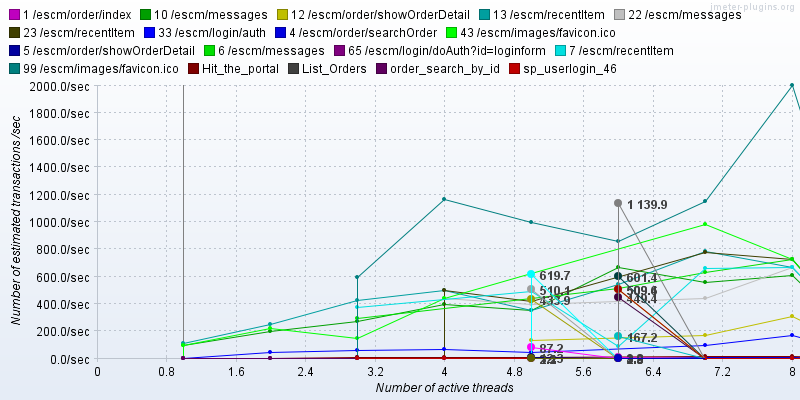 jmeter-plugins.org
1 /escm/order/index 10 /escm/messages 12 /escm/order/showOrderDetail 13 /escm/recentItem 22 /escm/messages
23 /escm/recentItem 33 /escm/login/auth 4 /escm/order/searchOrder 43 /escm/images/favicon.ico
5 /escm/order/showOrderDetail 6 /escm/messages 65 /escm/login/doAuth?id=loginform 7 /escm/recentItem
99 /escm/images/favicon.ico Hit_the_portal List_Orders order_search_by_id sp_userlogin_46
2000.0/sec
1800.0/sec
1600.0/sec
1400.0/sec
1200.0/sec
1000.0/sec
800.0/sec
600.0/sec
400.0/sec
200.0/sec
0.0/sec
Number of estimated transactions /sec
1 139.9
619.7
601.4
510.1
509.6
433.9
449.4
167.2
87.2
0 0.8 1.6 2.4 3.2 4 4.8 5.6 6.4 7.2 8
Number of active threads